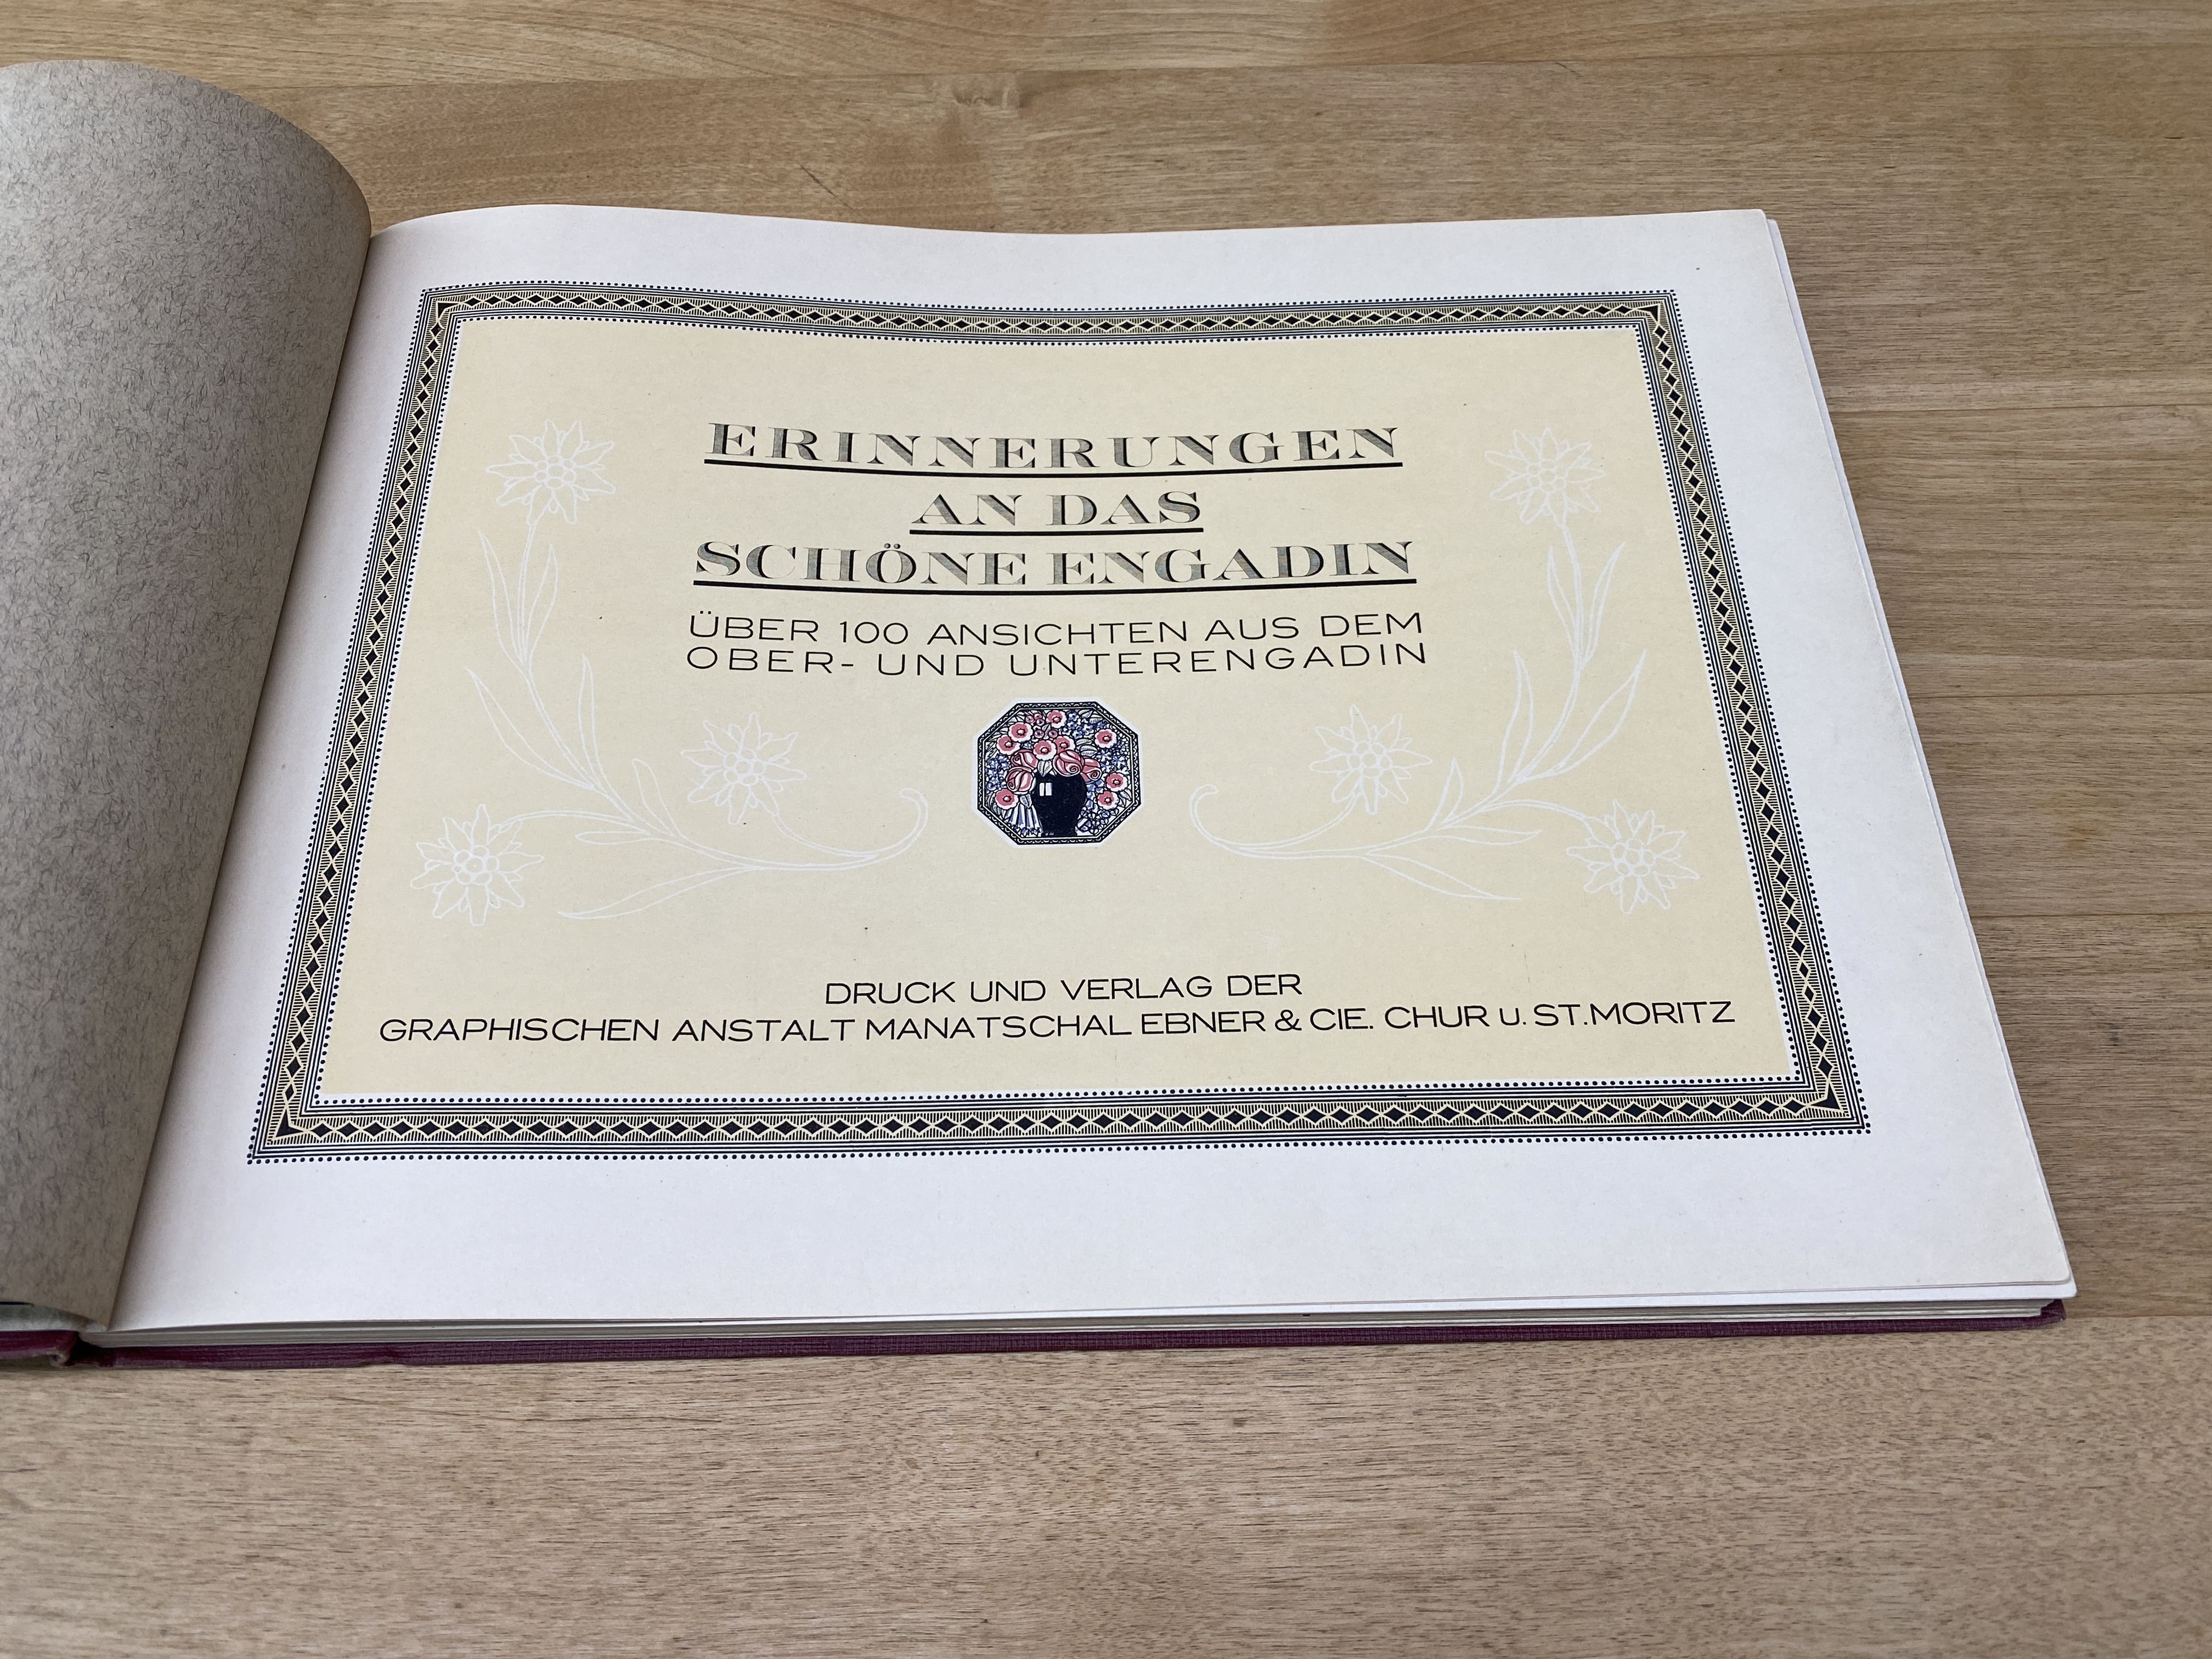 ERINNERUNGEN
AN DAS
SCHÖNE ENGADIN
ÜBER 100 ANSICHTEN AUS DEM
OBER- UND UNTERENGADIN
DRUCK UND VERLAG DER
GRAPHISCHEN ANSTALT MANATSCHAL EBNER & CIE. CHUR U. ST. MORITZ